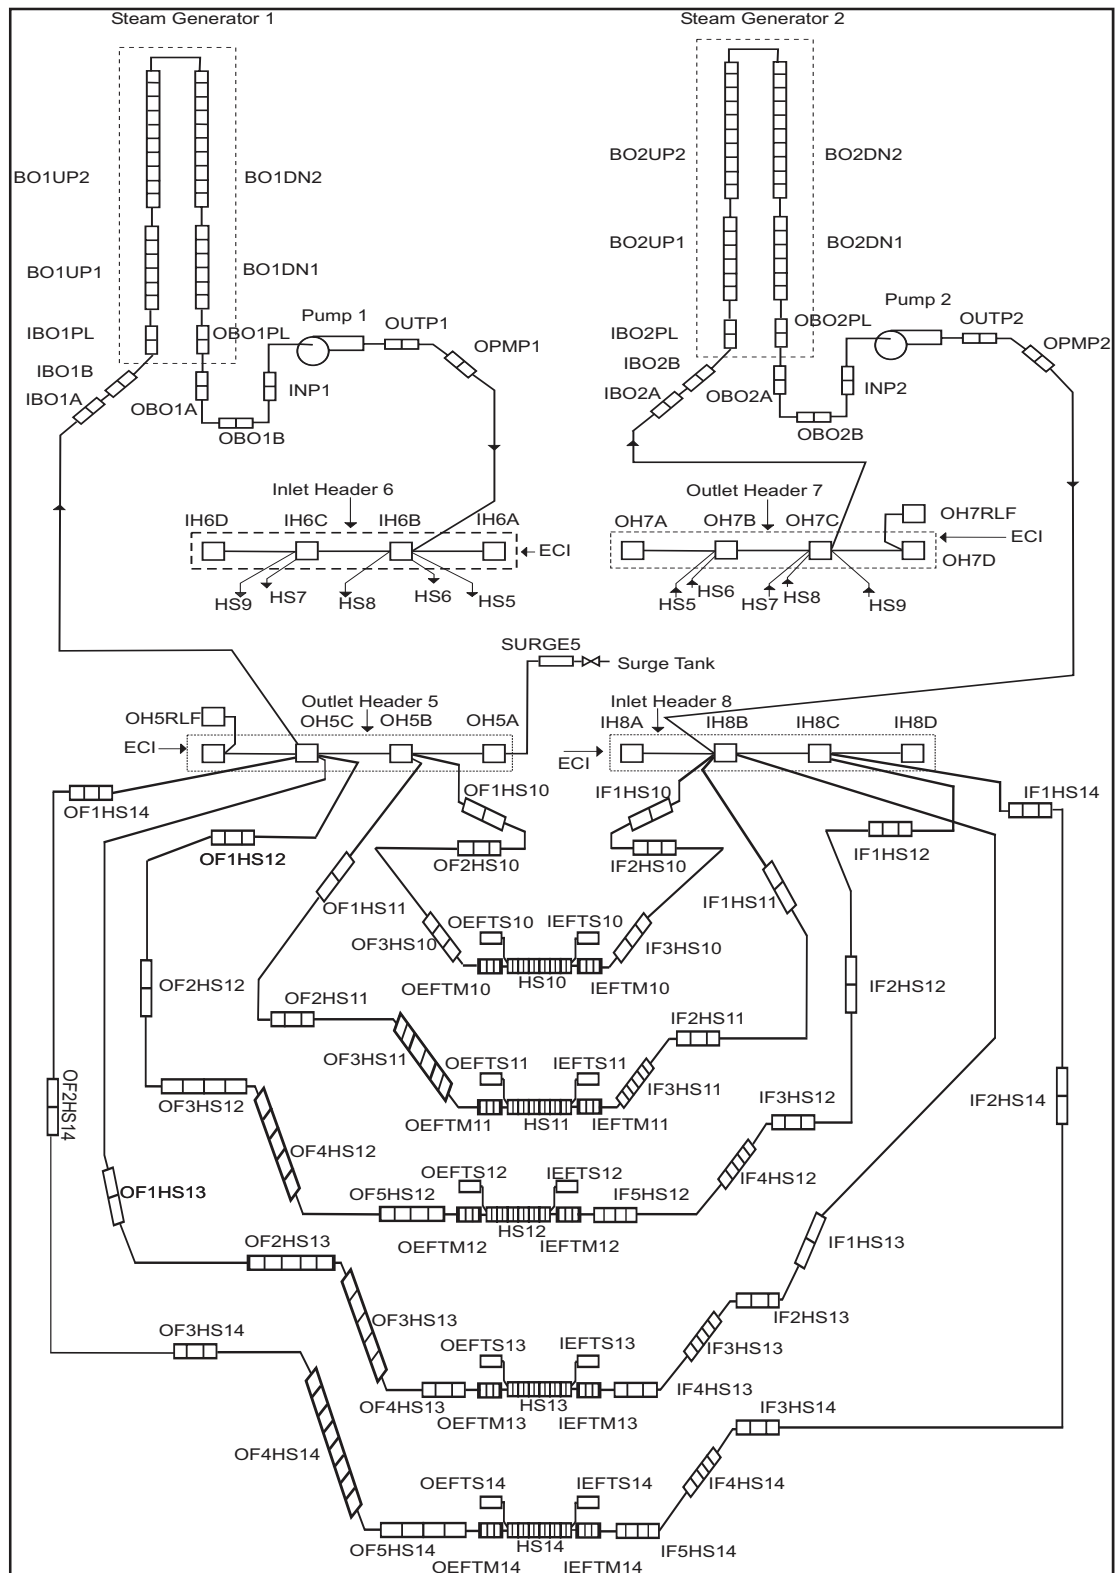 Steam Generator 1
Steam Generator 2
BO1UP2
BO1DN2
BO2UP2
BO2DN2
BO1UP1
BO1DN1
BO2UP1
BO2DN1
IBO1PL
OBO1PL
Pump 1
OUTP1
OPMP1
IBO2PL
OBO2PL
Pump 2
OUTP2
OPMP2
IBO1B
IBO1A
OBO1A
OBO1B
INP1
IBO2B
IBO2A
OBO2A
OBO2B
INP2
Inlet Header 6
IH6D
IH6C
IH6B
IH6A
ECI
HS9
HS7
HS8
HS6
HS5
Outlet Header 7
OH7A
OH7B
OH7C
OH7RLF
ECI
OH7D
HS5
HS6
HS7
HS8
HS9
SURGE5
Surge Tank
Outlet Header 5
OH5RLF
OH5C
OH5B
OH5A
ECI
Inlet Header 8
IH8A
IH8B
IH8C
IH8D
ECI
OF1HS14
OF1HS10
IF1HS10
IF1HS14
OF1HS12
OF2HS10
IF2HS10
IF1HS12
OF1HS11
IF1HS11
OEFTS10
IEFTS10
OF3HS10
IF3HS10
OF2HS12
OEFTM10
HS10
IEFTM10
IF2HS12
OF2HS11
IF2HS11
OF3HS11
OEFTS11
IEFTS11
IF3HS11
OF2HS14
OF3HS12
OEFTM11
HS11
IEFTM11
IF3HS12
IF2HS14
OF4HS12
OEFTS12
IEFTS12
IF4HS12
OF1HS13
OF5HS12
IF5HS12
HS12
OEFTM12
IEFTM12
OF2HS13
IF1HS13
OF3HS13
IF2HS13
OF3HS14
OEFTS13
IEFTS13
IF3HS13
OF4HS13
HS13
IF4HS13
OEFTM13
IEFTM13
IF3HS14
OF4HS14
OEFTS14
IEFTS14
IF4HS14
OF5HS14
HS14
IF5HS14
OEFTM14
IEFTM14